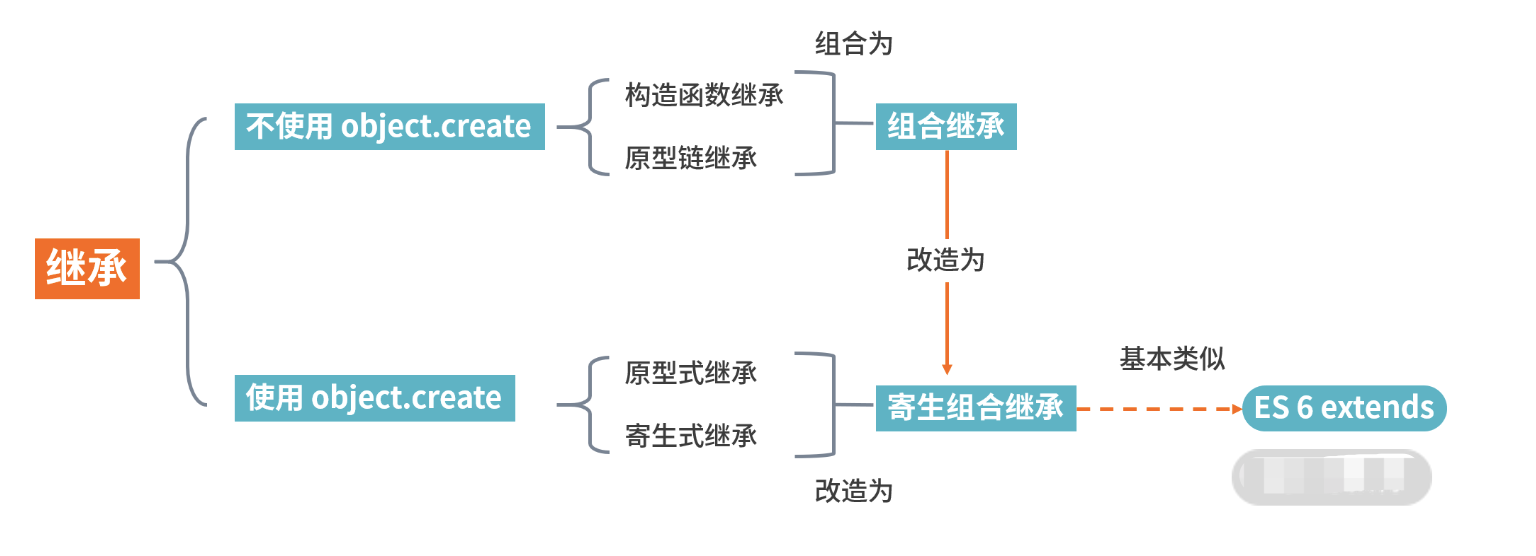 组合为
构造函数继承
不使用 object.create
组合继承
原型链继承
继承
改造为
原型式继承
基本类似
使用 object.create
寄生组合继承
ES 6 extends
寄生式继承
改造为